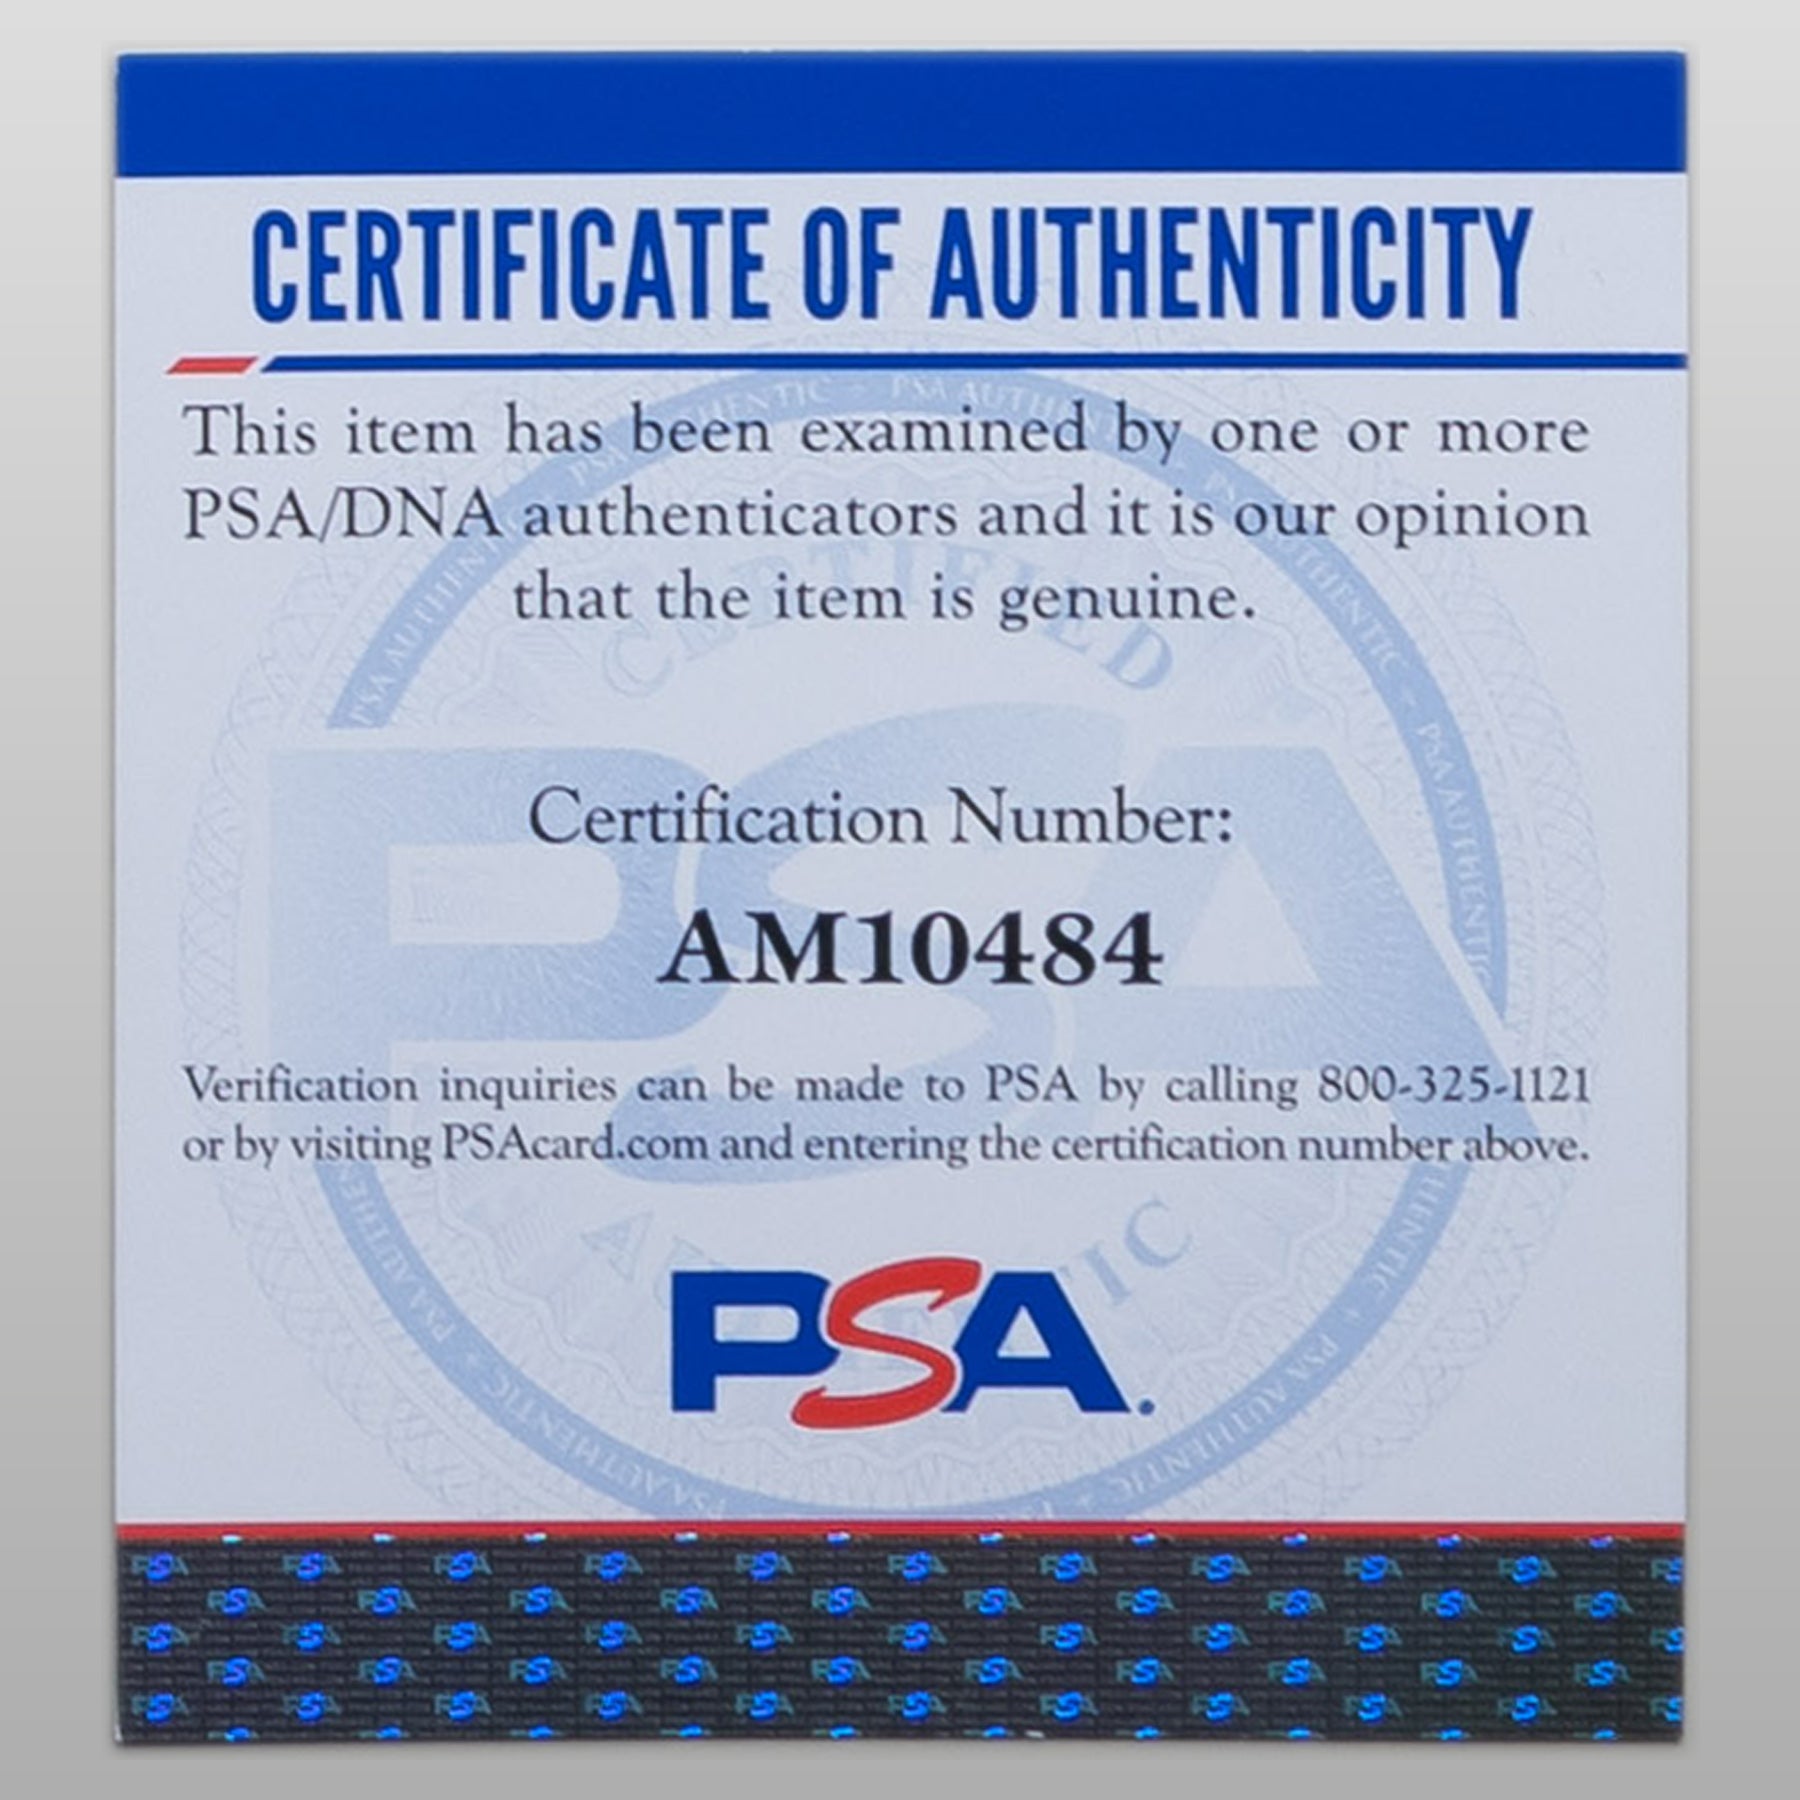 CERTIFICATE OF AUTHENTICITY
This item has been examined by one or more
PSA/DNA authenticators and it is our opinion
that the item is genuine.
CERTIFIED
Certification Number:
AM10484
Verification inquiries can be made to PSA by calling 800-325-1121
or by visiting PSAcard.com and entering the certification number above.
PSA